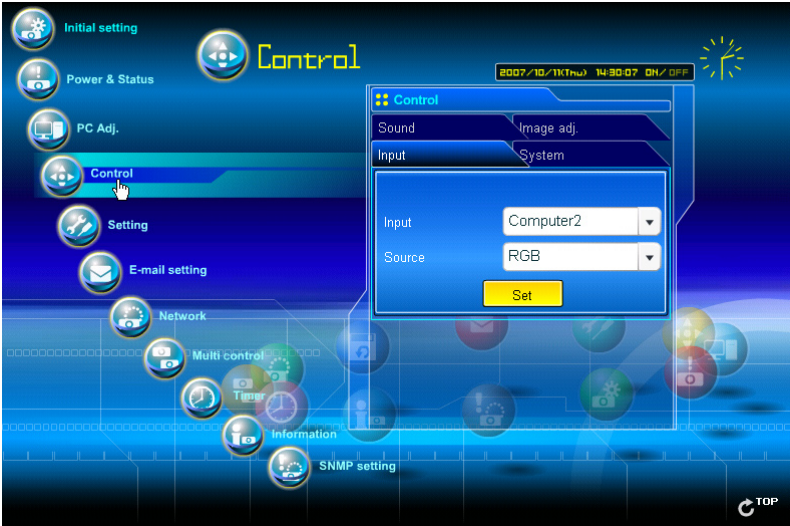 Initial setting
Power & Status
PC Adj.
Control
Setting
E-mail setting
Network
Multi control
Timer
Information
SNMP setting
Control
2007/10/11(Thu) 14:30:07 ON/OFF
Control
Sound
Image adj.
Input
System
Input
Computer2
Source
RGB
Set
TOP